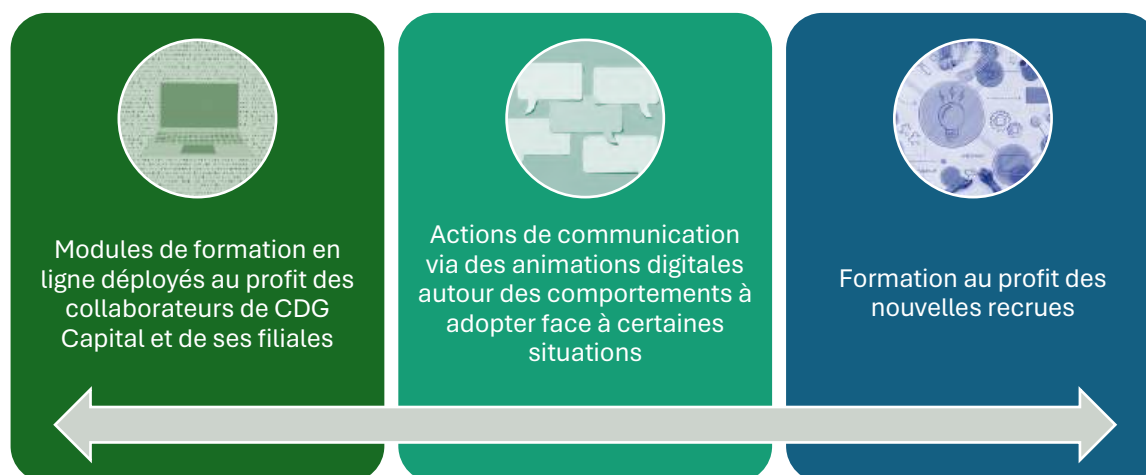 Modules de formation en
ligne déployés au profit des
collaborateurs de CDG
Capital et de ses filiales
Actions de communication
via des animations digitales
autour des comportements à
adopter face à certaines
situations
Formation au profit des
nouvelles recrues